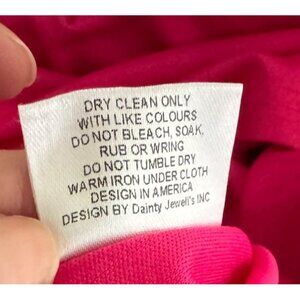 DRY CLEAN ONLY
WITH LIKE COLOURS
DO NOT BLEACH, SOAK,
RUB OR WRING
DO NOT TUMBLE DRY
WARM IRON UNDER CLOTH
DESIGN IN AMERICA
DESIGN BY Dainty Jewell's INC